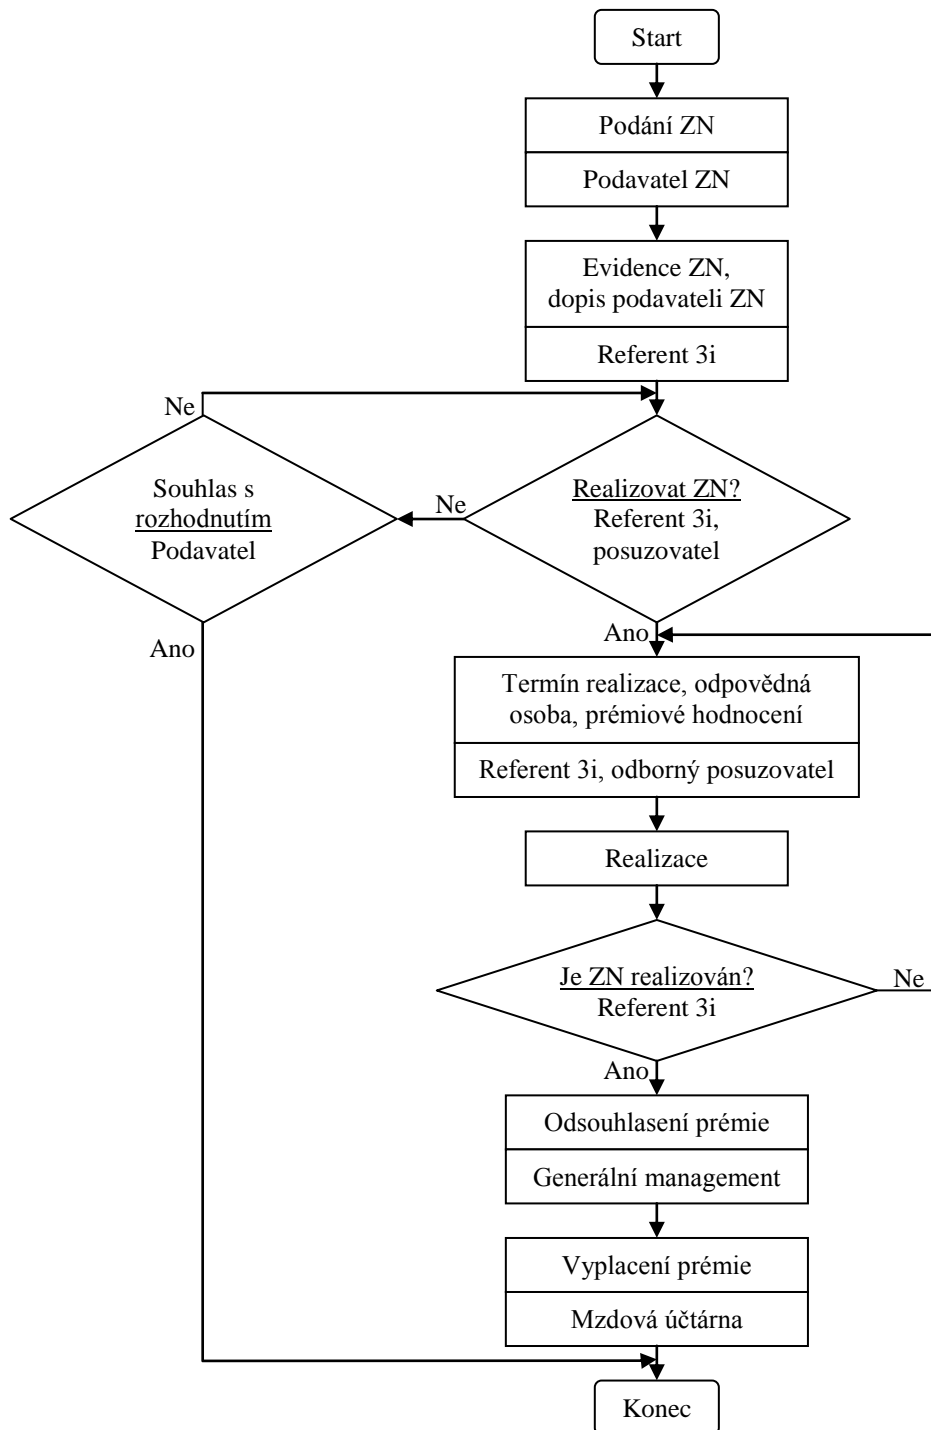 Start
Podání ZN
Podavatel ZN
Evidence ZN,
dopis podavateli ZN
Referent 3i
Ne
Souhlas s
rozhodnutím
Podavatel
Ne
Realizovat ZN?
Referent 3i,
posuzovatel
Ano
Ano
Termín realizace, odpovědná
osoba, prémiové hodnocení
Referent 3i, odborný posuzovatel
Realizace
Je ZN realizován?
Referent 3i
Ne
Ano
Odsouhlasení prémie
Generální management
Vyplacení prémie
Mzdová účtárna
Konec